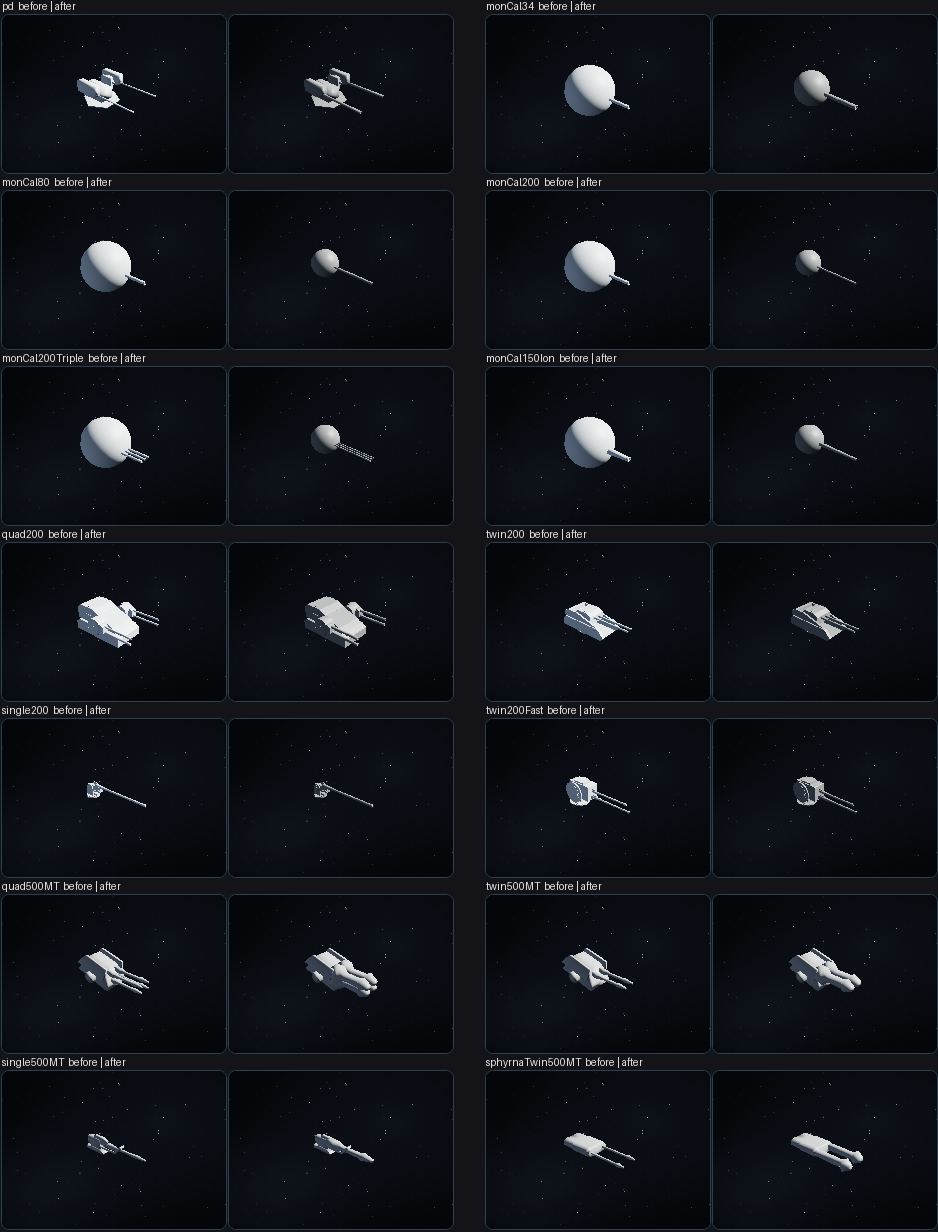 pd before | after
monCal34 before | after
monCal80 before | after
monCal200 before | after
monCal200Triple before | after
monCal150Ion before | after
quad200 before | after
twin200 before | after
single200 before | after
twin200Fast before | after
quad500MT before | after
twin500MT before | after
single500MT before | after
sphyrnaTwin500MT before | after